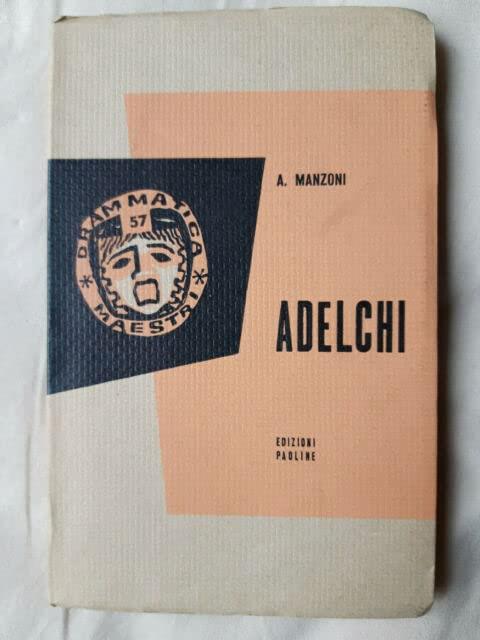 A. MANZONI
DRAMMATICA
57
* MAESTRI *
ADELCHI
EDIZIONI
PAOLINE